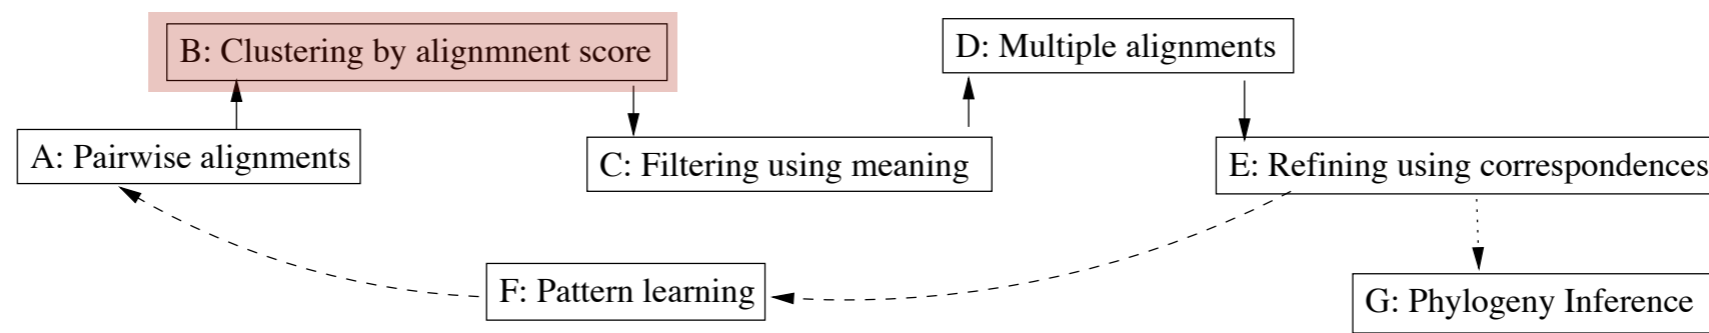 B: Clustering by alignmnent score
D: Multiple alignments
A: Pairwise alignments
C: Filtering using meaning
E: Refining using correspondences
F: Pattern learning
G: Phylogeny Inference